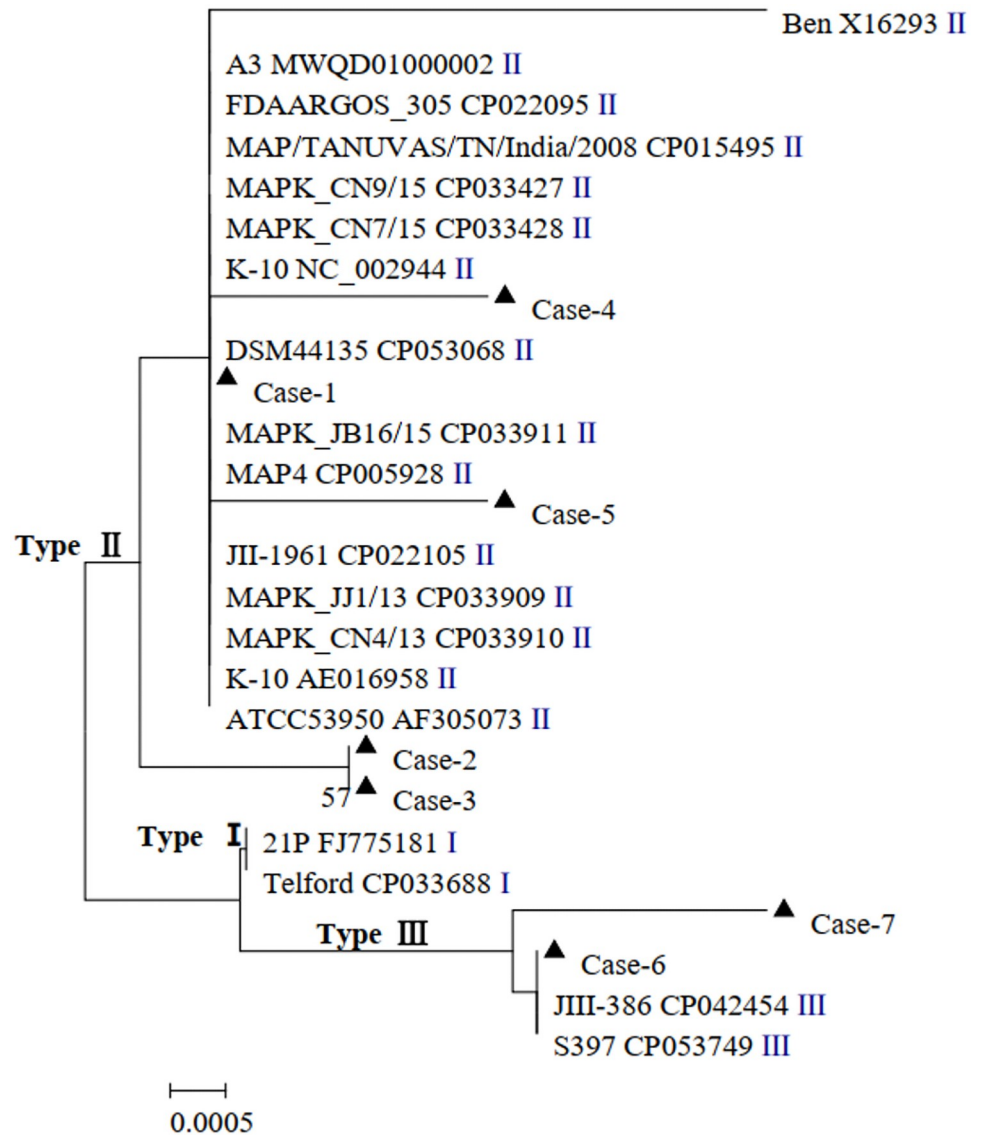 Ben X16293 II
A3 MWQD01000002 II
FDAARGOS_305 CP022095 II
MAP/TANUVAS/TN/India/2008 CP015495 II
MAPK_CN9/15 CP033427 II
MAPK_CN7/15 CP033428 II
K-10 NC_002944 II
Case-4
DSM44135 CP053068 II
Case-1
MAPK_JB16/15 CP033911 II
MAP4 CP005928 II
Case-5
Type Ⅱ
JII-1961 CP022105 II
MAPK_JJ1/13 CP033909 II
MAPK_CN4/13 CP033910 II
K-10 AE016958 II
ATCC53950 AF305073 II
Case-2
57
Case-3
Type Ⅰ
21P FJ775181 I
Telford CP033688 I
Type Ⅲ
Case-7
Case-6
JIII-386 CP042454 III
S397 CP053749 III
0.0005